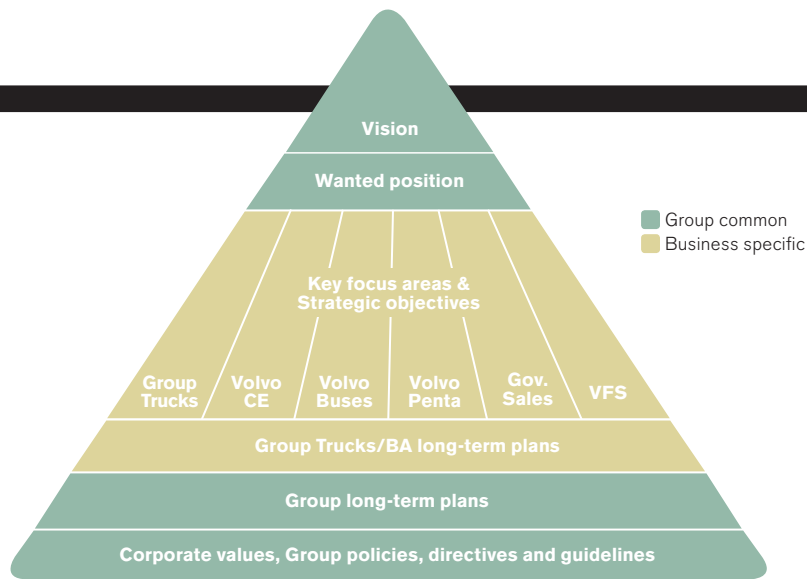 Vision
Wanted position
Group common
Business specific
Key focus areas &
Strategic objectives
Group
Trucks
Volvo
CE
Volvo
Buses
Volvo
Penta
Gov.
Sales
VFS
Group Trucks/BA long-term plans
Group long-term plans
Corporate values, Group policies, directives and guidelines